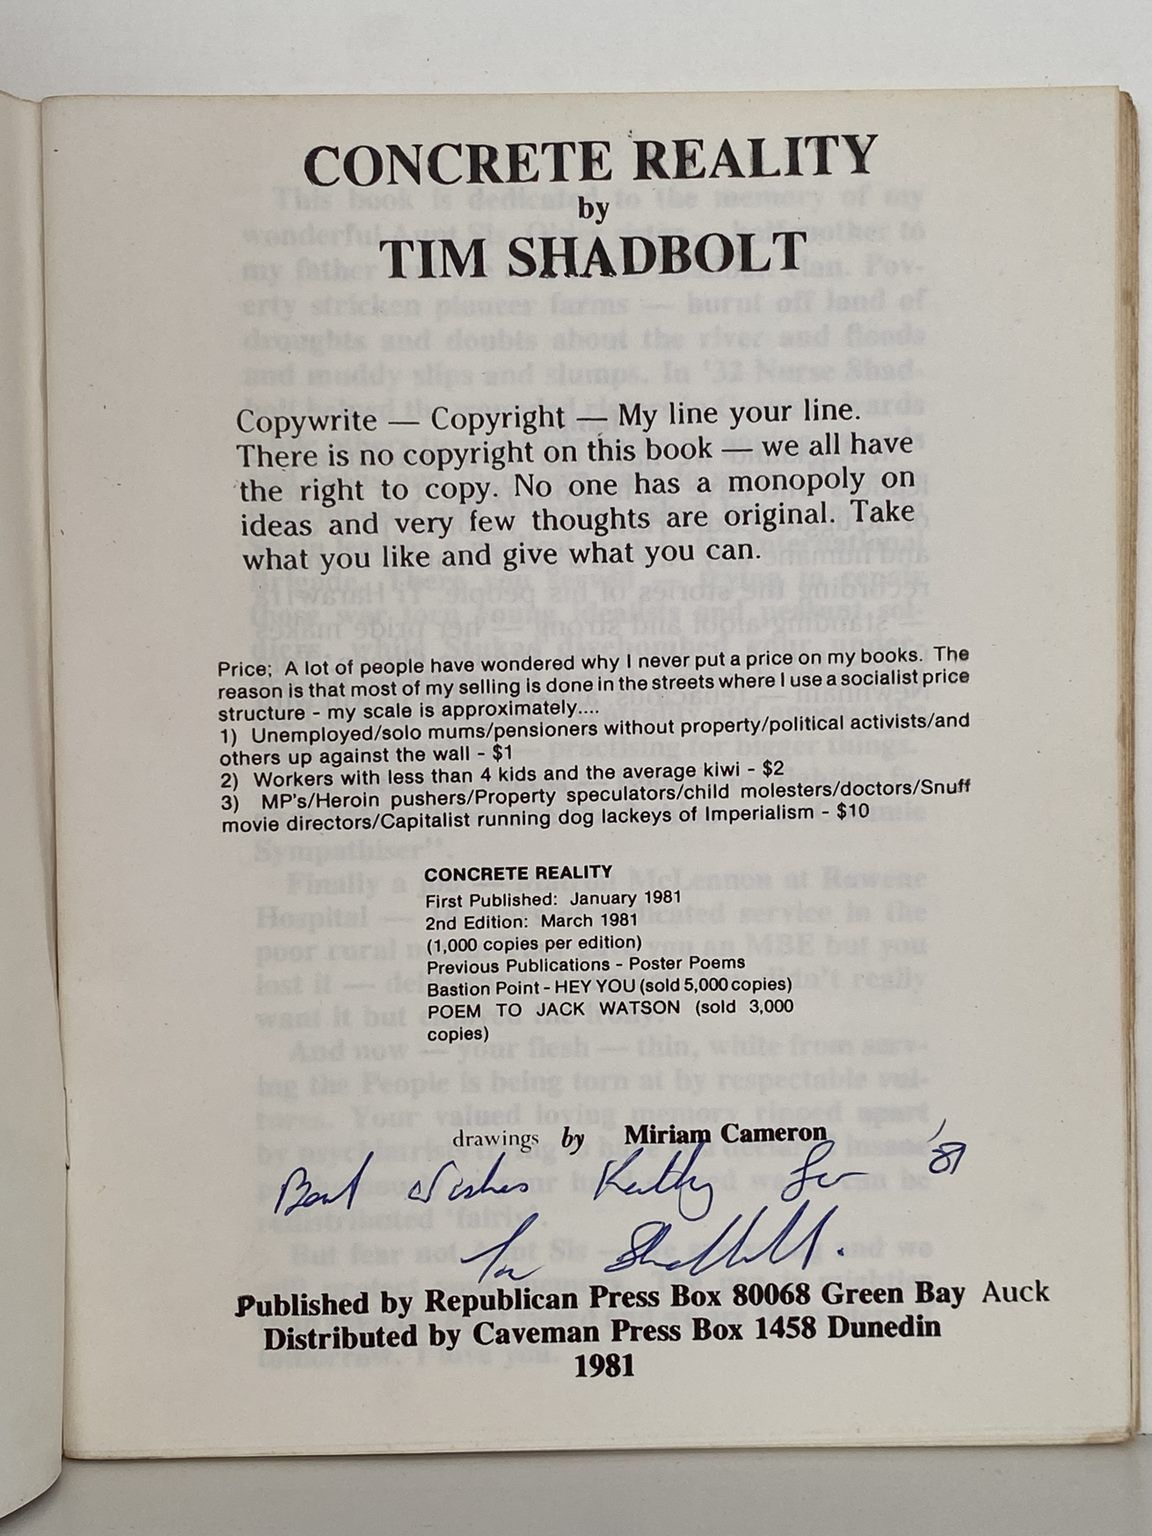 CONCRETE REALITY
by
TIM SHADBOLT
Copywrite — Copyright — My line your line.
There is no copyright on this book — we all have
the right to copy. No one has a monopoly on
ideas and very few thoughts are original. Take
what you like and give what you can.
Price; A lot of people have wondered why I never put a price on my books. The
reason is that most of my selling is done in the streets where I use a socialist price
structure - my scale is approximately....
1) Unemployed/solo mums/pensioners without property/political activists/and
others up against the wall - $1
2) Workers with less than 4 kids and the average kiwi - $2
3) MP's/Heroin pushers/Property speculators/child molesters/doctors/Snuff
movie directors/Capitalist running dog lackeys of Imperialism - $10
CONCRETE REALITY
First Published: January 1981
2nd Edition: March 1981
(1,000 copies per edition)
Previous Publications - Poster Poems
Bastion Point - HEY YOU (sold 5,000 copies)
POEM TO JACK WATSON (sold 3,000
copies)
drawings by Miriam Cameron
Best Wishes Kathy
Tim Shadbolt.
Published by Republican Press Box 80068 Green Bay Auck
Distributed by Caveman Press Box 1458 Dunedin
1981